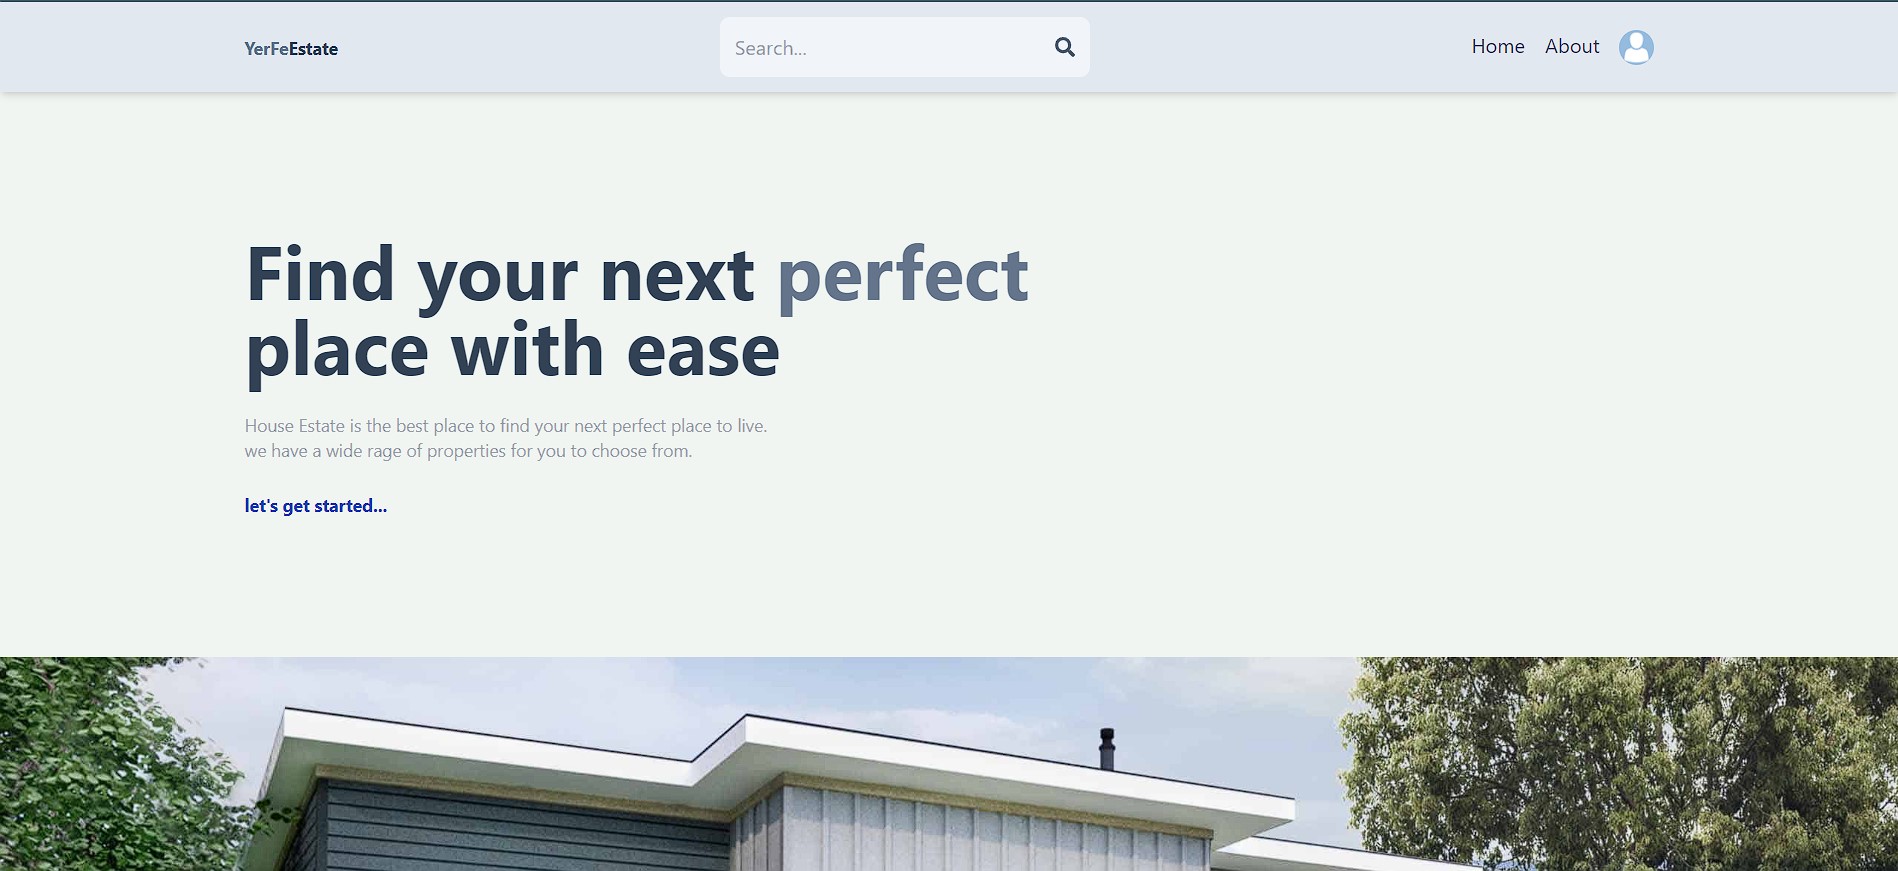 YerFeEstate
Search...
Home
About
Find your next perfect
place with ease
House Estate is the best place to find your next perfect place to live.
we have a wide rage of properties for you to choose from.
let's get started...